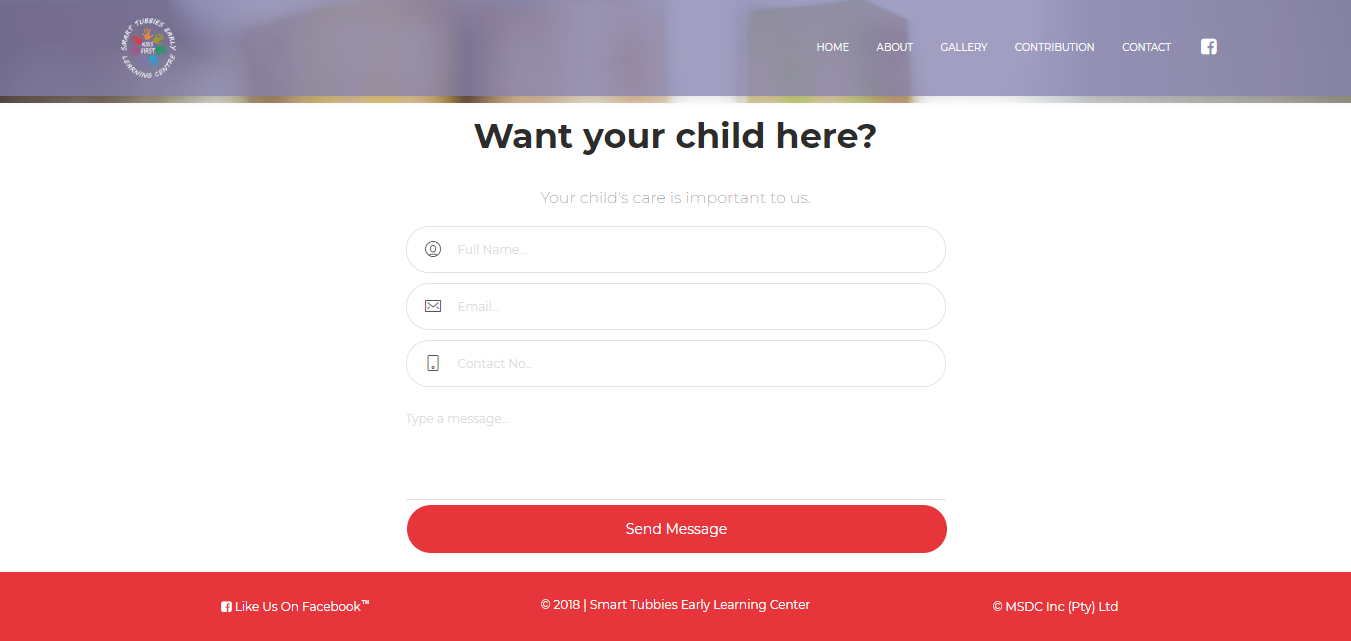 SMART TUBBIES EARLY
LEARNING CENTRE
KIDS
FIRST
HOME ABOUT GALLERY CONTRIBUTION CONTACT
Want your child here?
Your child's care is important to us.
Full Name...
Email...
Contact No...
Type a message...
Send Message
Like Us On Facebook™ © 2018 | Smart Tubbies Early Learning Center © MSDC Inc (Pty) Ltd